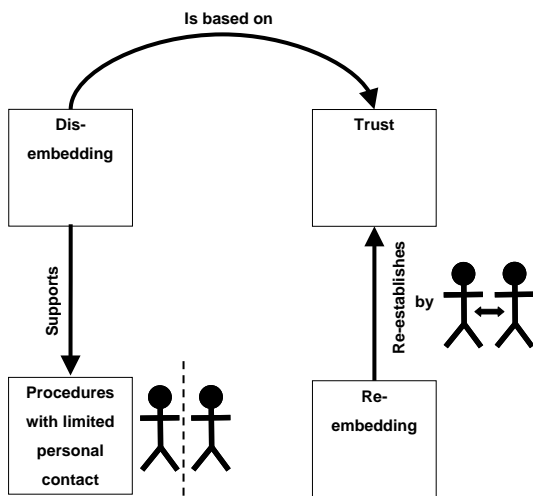 Is based on
Dis-
embedding
Trust
Supports
Re-establishes
by
Procedures
with limited
personal
contact
Re-
embedding